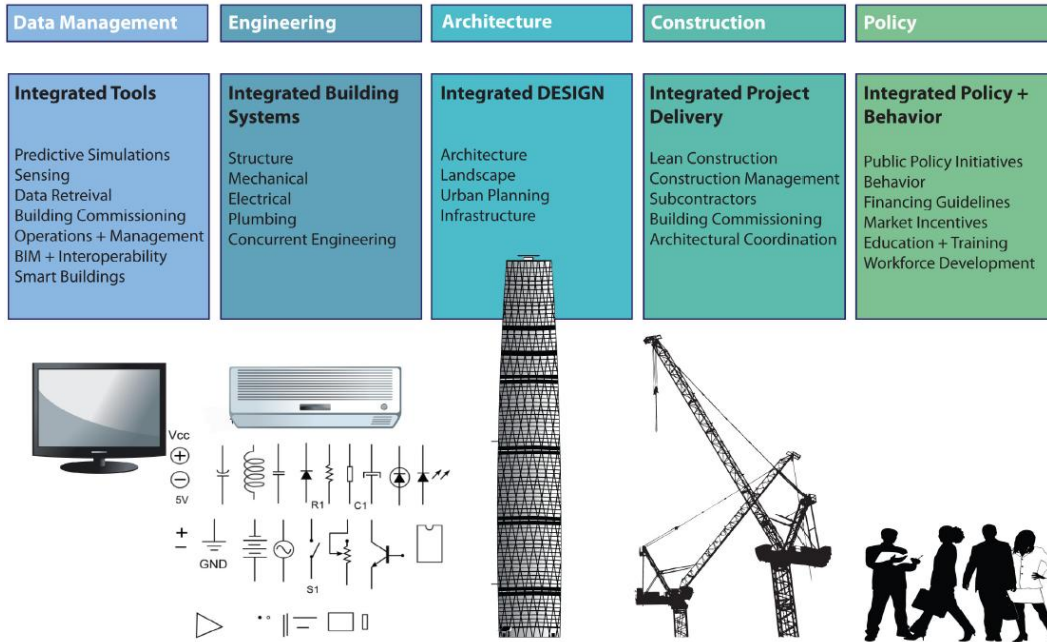 Data Management
Engineering
Architecture
Construction
Policy
Integrated Tools
Predictive Simulations
Sensing
Data Retreival
Building Commissioning
Operations + Management
BIM + Interoperability
Smart Buildings
Integrated Building
Systems
Structure
Mechanical
Electrical
Plumbing
Concurrent Engineering
Integrated DESIGN
Architecture
Landscape
Urban Planning
Infrastructure
Integrated Project
Delivery
Lean Construction
Construction Management
Subcontractors
Building Commissioning
Architectural Coordination
Integrated Policy +
Behavior
Public Policy Initiatives
Behavior
Financing Guidelines
Market Incentives
Education + Training
Workforce Development
Vcc
+
−
5V
R1
C1
+
−
GND
S1